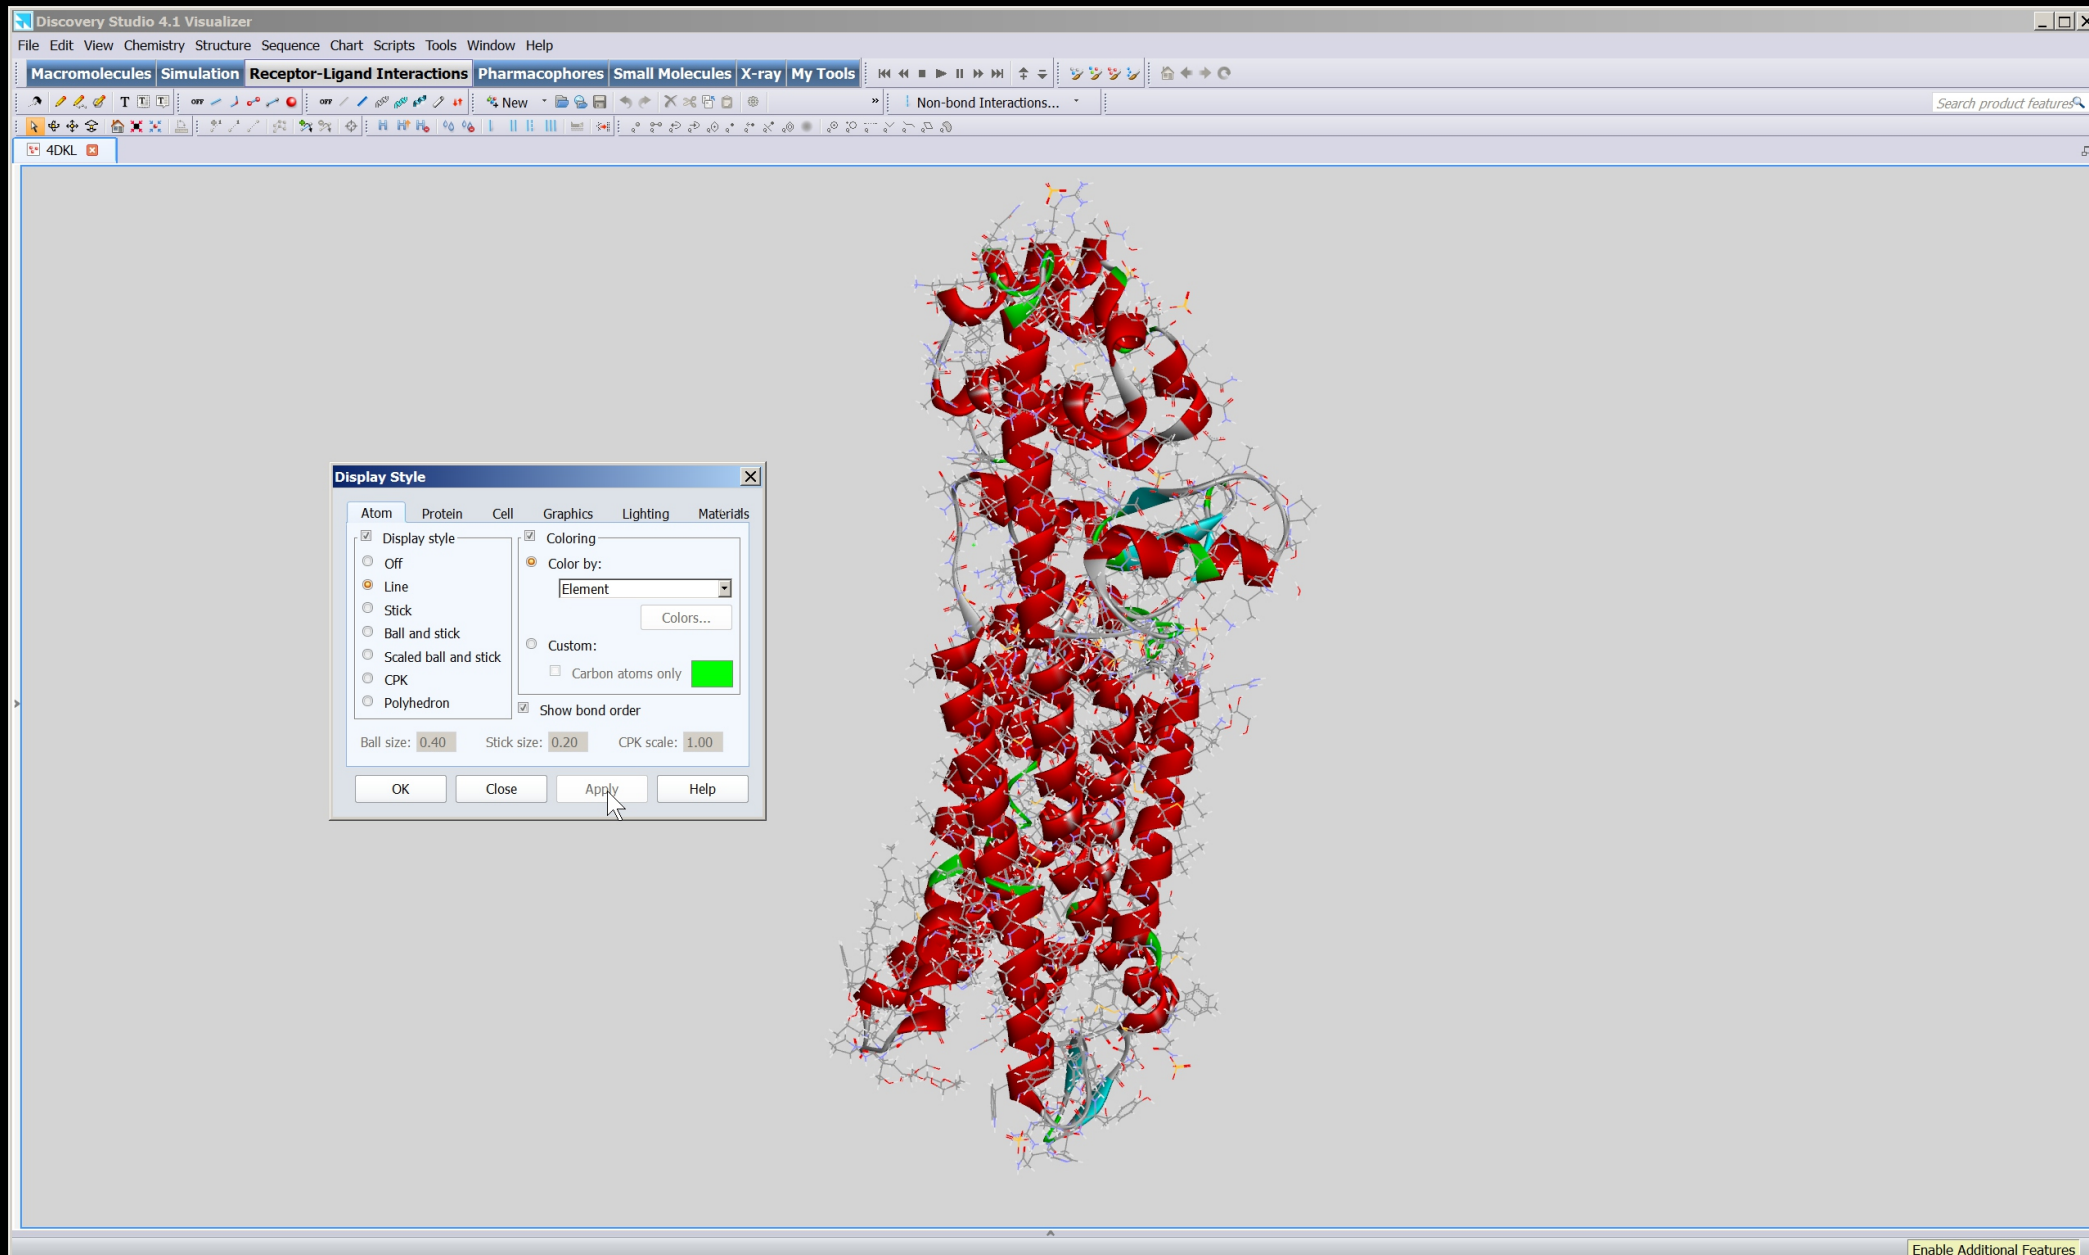 Discovery Studio 4.1 Visualizer
File Edit View Chemistry Structure Sequence Chart Scripts Tools Window Help
Macromolecules Simulation Receptor-Ligand Interactions Pharmacophores Small Molecules X-ray My Tools
OFF OFF New Non-bond Interactions... Search product features
4DKL
Display Style
Atom Protein Cell Graphics Lighting Materials
Display style Coloring
Off Color by:
Line Element
Stick Colors...
Ball and stick Custom:
Scaled ball and stick Carbon atoms only
CPK
Polyhedron Show bond order
Ball size: 0.40 Stick size: 0.20 CPK scale: 1.00
OK Close Apply Help
Enable Additional Features